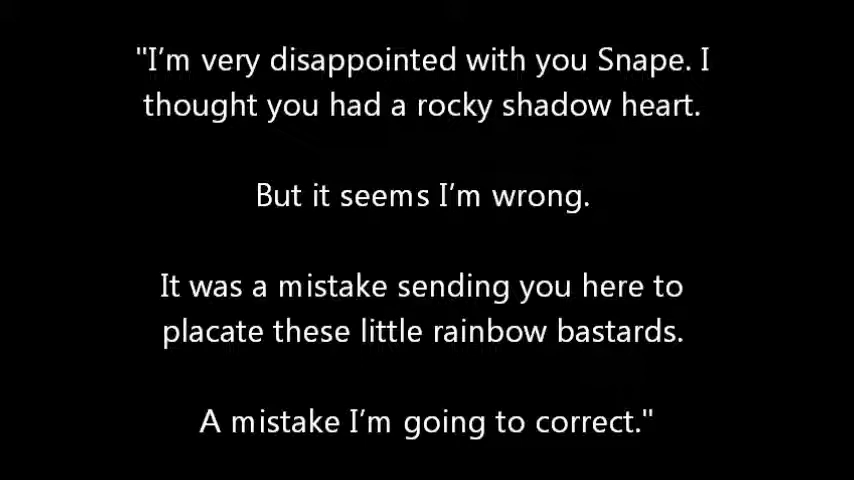 "I’m very disappointed with you Snape. I
thought you had a rocky shadow heart.
But it seems I’m wrong.
It was a mistake sending you here to
placate these little rainbow bastards.
A mistake I’m going to correct."